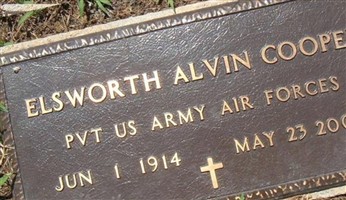 ELSWORTH ALVIN COOPE
PVT US ARMY AIR FORCES
JUN 1 1914 MAY 23 200